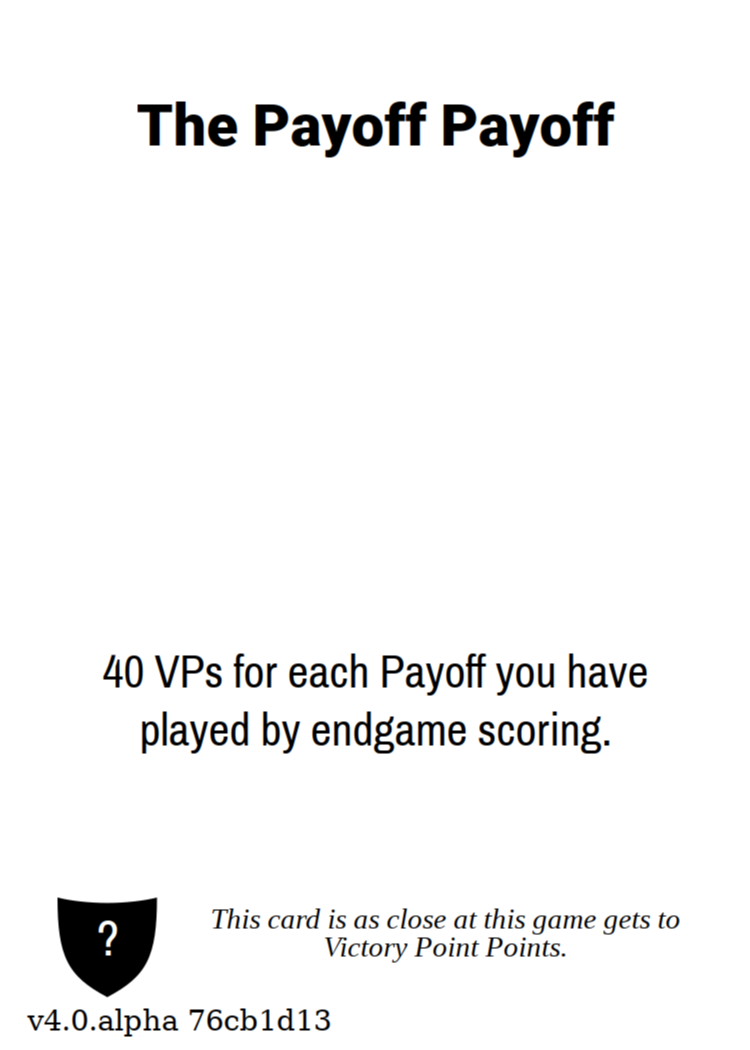 The Payoff Payoff
40 VPs for each Payoff you have
played by endgame scoring.
?
This card is as close at this game gets to
Victory Point Points.
v4.0.alpha 76cb1d13